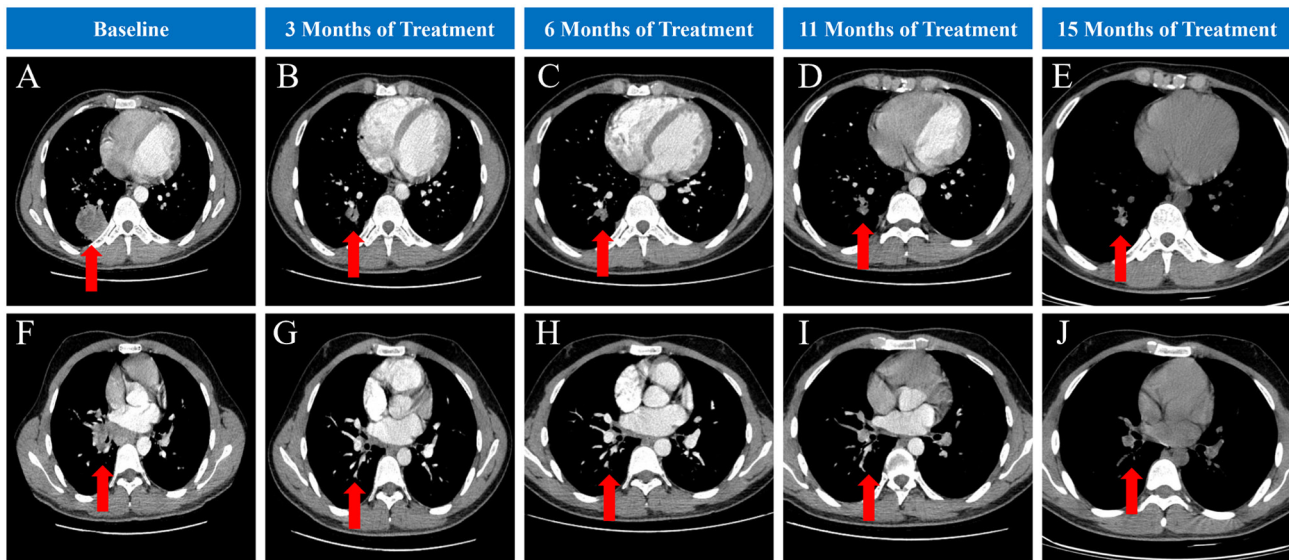 Baseline
3 Months of Treatment
6 Months of Treatment
11 Months of Treatment
15 Months of Treatment
A
B
C
D
E
F
G
H
I
J